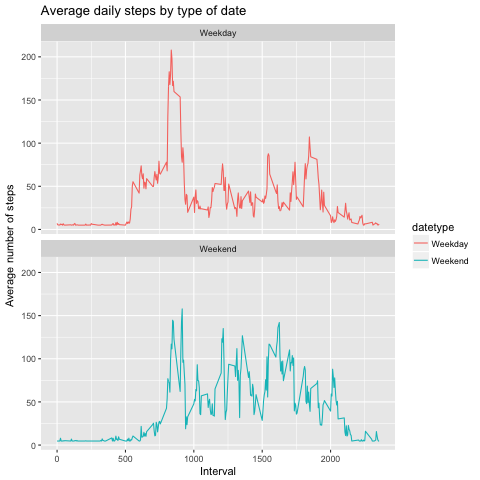 Average daily steps by type of date
Weekday
200
150
100
50
0
Weekend
200
150
100
50
0
0 500 1000 1500 2000
Interval
Average number of steps
datetype
Weekday
Weekend